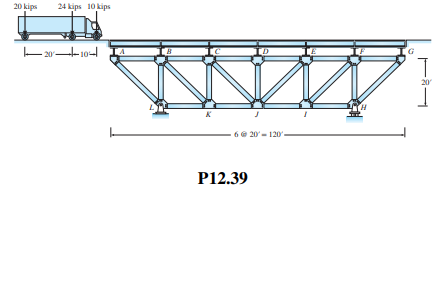 20 kips 24 kips 10 kips
20' 10'
A B C D E F G
20'
L K J I H
6 @ 20' = 120'
P12.39